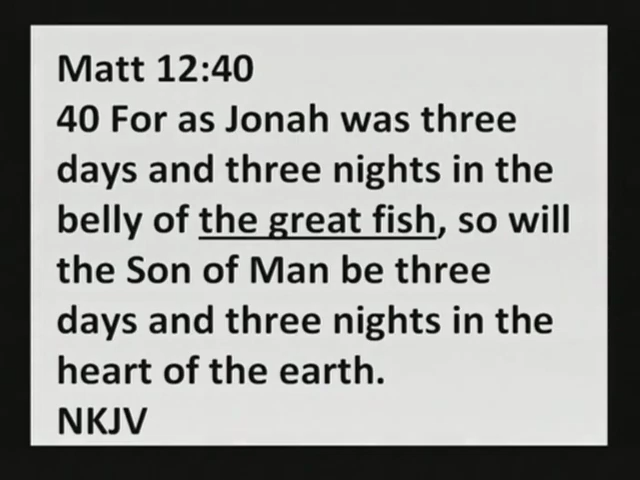 Matt 12:40
40 For as Jonah was three
days and three nights in the
belly of the great fish, so will
the Son of Man be three
days and three nights in the
heart of the earth.
NKJV